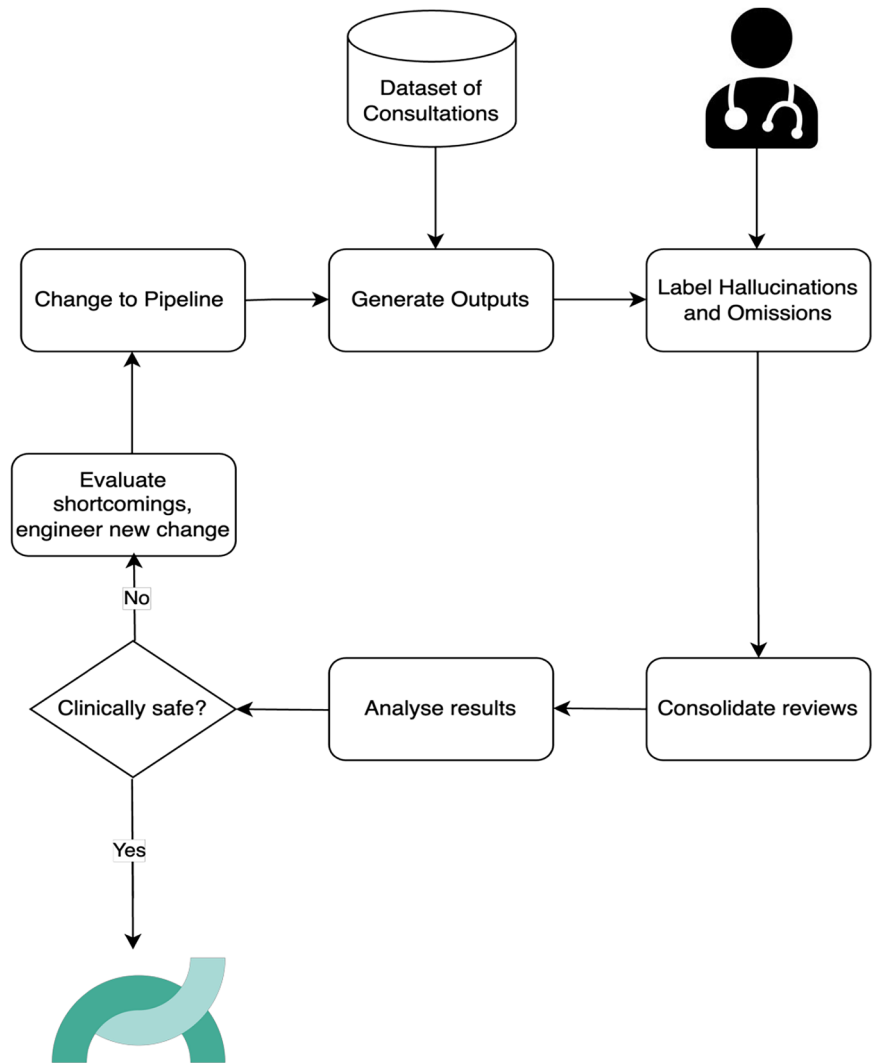 Dataset of
Consultations
Change to Pipeline
Generate Outputs
Label Hallucinations
and Omissions
Evaluate
shortcomings,
engineer new change
No
Clinically safe?
Analyse results
Consolidate reviews
Yes